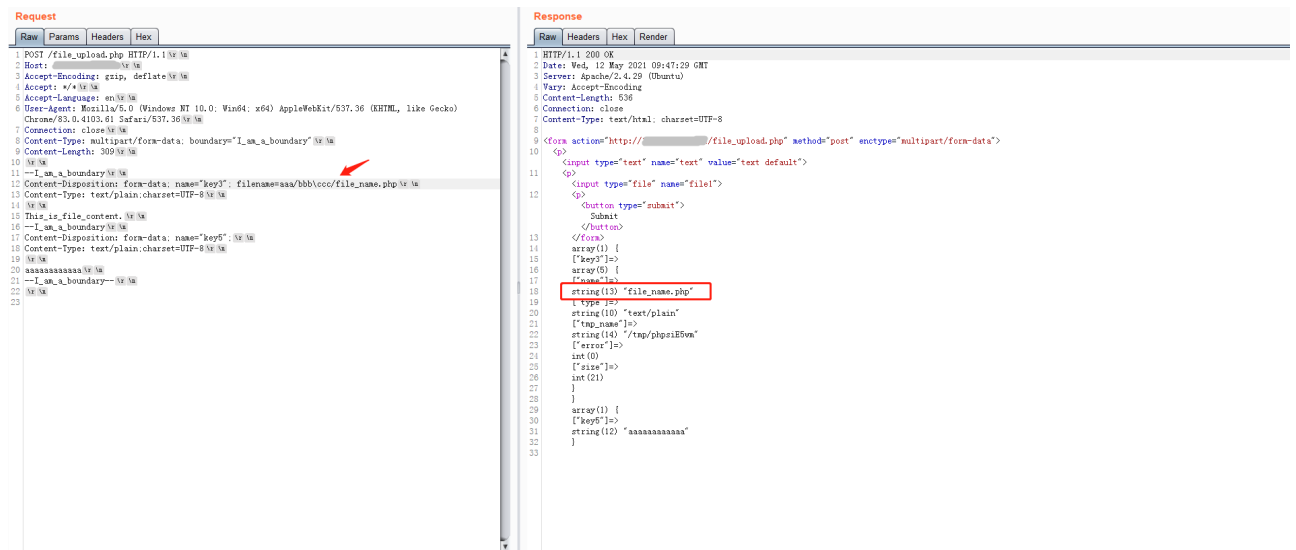 Request
Raw Params Headers Hex
1 POST /file_upload.php HTTP/1.1 \r \n
2 Host: \r \n
3 Accept-Encoding: gzip, deflate \r \n
4 Accept: */* \r \n
5 Accept-Language: en \r \n
6 User-Agent: Mozilla/5.0 (Windows NT 10.0; Win64; x64) AppleWebKit/537.36 (KHTML, like Gecko)
Chrome/83.0.4103.61 Safari/537.36 \r \n
7 Connection: close \r \n
8 Content-Type: multipart/form-data; boundary="I_am_a_boundary" \r \n
9 Content-Length: 309 \r \n
10 \r \n
11 --I_am_a_boundary \r \n
12 Content-Disposition: form-data; name="key3"; filename=aaa/bbb\ccc/file_name.php \r \n
13 Content-Type: text/plain;charset=UTF-8 \r \n
14 \r \n
15 This_is_file_content. \r \n
16 --I_am_a_boundary \r \n
17 Content-Disposition: form-data; name="key5"; \r \n
18 Content-Type: text/plain;charset=UTF-8 \r \n
19 \r \n
20 aaaaaaaaaaaa \r \n
21 --I_am_a_boundary-- \r \n
22 \r \n
23
Response
Raw Headers Hex Render
1 HTTP/1.1 200 OK
2 Date: Wed, 12 May 2021 09:47:29 GMT
3 Server: Apache/2.4.29 (Ubuntu)
4 Vary: Accept-Encoding
5 Content-Length: 536
6 Connection: close
7 Content-Type: text/html; charset=UTF-8
8
9 <form action="http:// /file_upload.php" method="post" enctype="multipart/form-data">
10 <p>
<input type="text" name="text" value="text default">
11 <p>
<input type="file" name="file1">
12 <p>
<button type="submit">
Submit
</button>
13 </form>
14 array(1) {
15 ["key3"]=>
16 array(5) {
17 ["name"]=>
18 string(13) "file_name.php"
19 ["type"]=>
20 string(10) "text/plain"
21 ["tmp_name"]=>
22 string(14) "/tmp/phpsiE5wm"
23 ["error"]=>
24 int(0)
25 ["size"]=>
26 int(21)
27 }
28 }
29 array(1) {
30 ["key5"]=>
31 string(12) "aaaaaaaaaaaa"
32 }
33